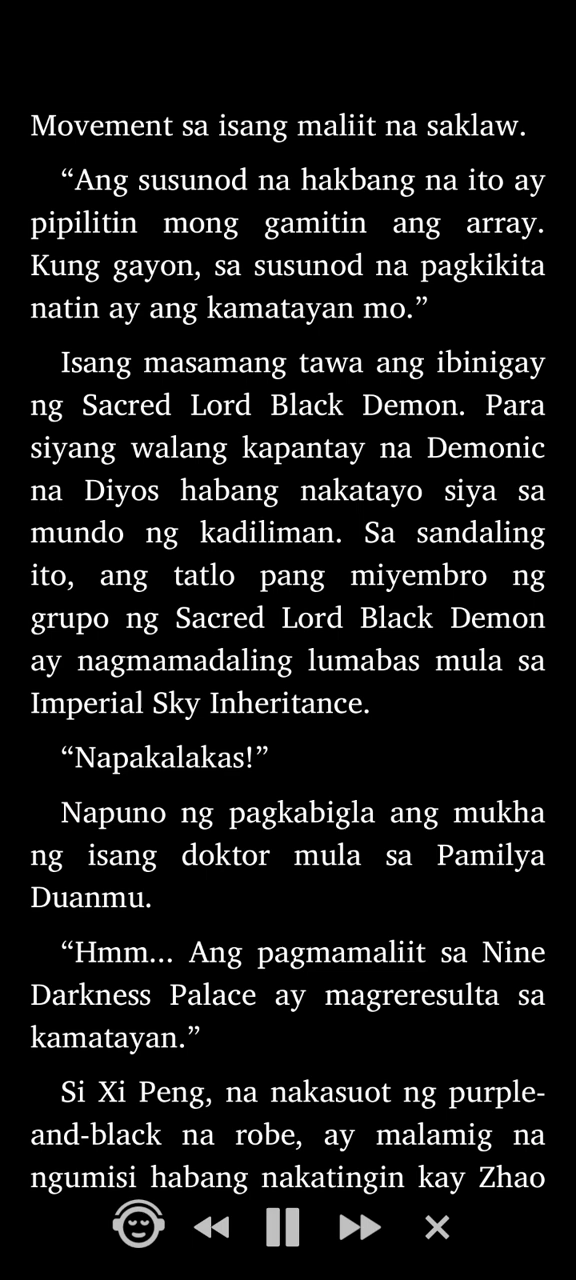 Movement sa isang maliit na saklaw.
“Ang susunod na hakbang na ito ay
pipilitin mong gamitin ang array.
Kung gayon, sa susunod na pagkikita
natin ay ang kamatayan mo.”
Isang masamang tawa ang ibinigay
ng Sacred Lord Black Demon. Para
siyang walang kapantay na Demonic
na Diyos habang nakatayo siya sa
mundo ng kadiliman. Sa sandaling
ito, ang tatlo pang miyembro ng
grupo ng Sacred Lord Black Demon
ay nagmamadaling lumabas mula sa
Imperial Sky Inheritance.
“Napakalakas!”
Napuno ng pagkabigla ang mukha
ng isang doktor mula sa Pamilya
Duanmu.
“Hmm... Ang pagmamaliit sa Nine
Darkness Palace ay magreresulta sa
kamatayan.”
Si Xi Peng, na nakasuot ng purple-
and-black na robe, ay malamig na
ngumisi habang nakatingin kay Zhao